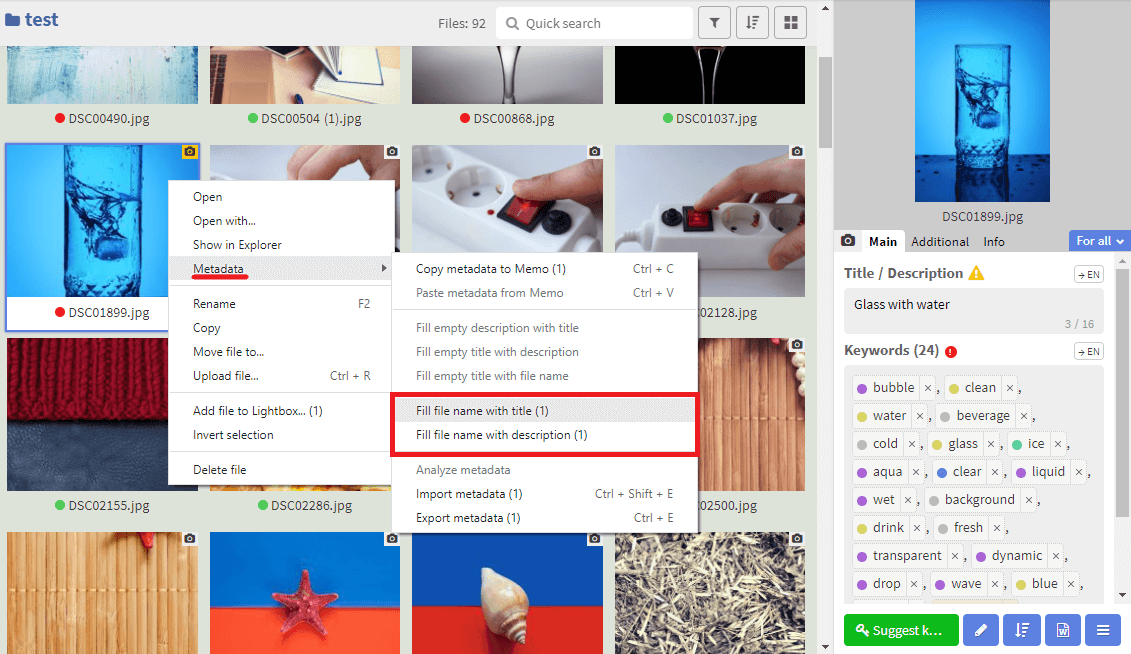 test
Files: 92
Quick search
DSC00490.jpg
DSC00504 (1).jpg
DSC00868.jpg
DSC01037.jpg
DSC01899.jpg
02128.jpg
DSC02155.jpg
DSC02286.jpg
02500.jpg
Open
Open with...
Show in Explorer
Metadata
Rename F2
Copy
Move file to...
Upload file... Ctrl + R
Add file to Lightbox... (1)
Invert selection
Delete file
Copy metadata to Memo (1) Ctrl + C
Paste metadata from Memo Ctrl + V
Fill empty description with title
Fill empty title with description
Fill empty title with file name
Fill file name with title (1)
Fill file name with description (1)
Analyze metadata
Import metadata (1) Ctrl + Shift + E
Export metadata (1) Ctrl + E
DSC01899.jpg
Main Additional Info For all
Title / Description → EN
Glass with water
3 / 16
Keywords (24) → EN
bubble ×, clean ×,
water ×, beverage ×,
cold ×, glass ×, ice ×,
aqua ×, clear ×, liquid ×,
wet ×, background ×,
drink ×, fresh ×,
transparent ×, dynamic ×,
drop ×, wave ×, blue ×,
Suggest k...